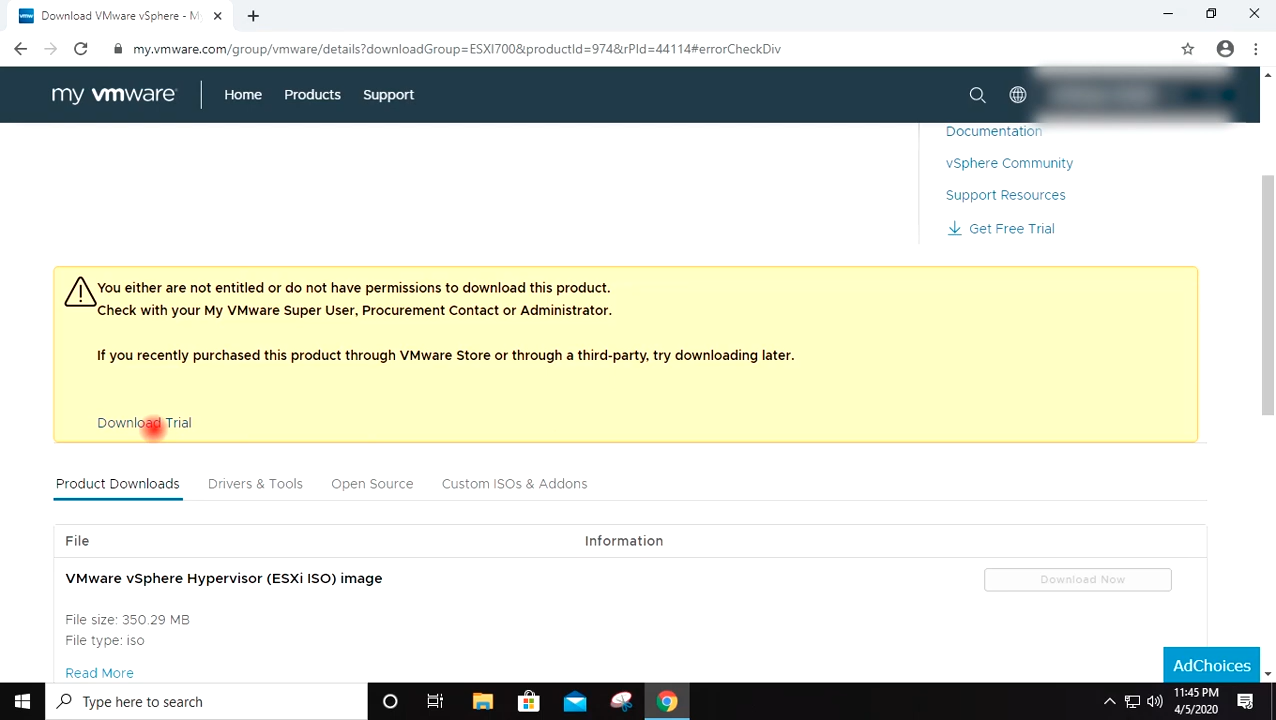 Download VMware vSphere - M
my.vmware.com/group/vmware/details?downloadGroup=ESXI700&productId=974&rPId=44114#errorCheckDiv
my vmware
Home
Products
Support
Documentation
vSphere Community
Support Resources
Get Free Trial
You either are not entitled or do not have permissions to download this product.
Check with your My VMware Super User, Procurement Contact or Administrator.
If you recently purchased this product through VMware Store or through a third-party, try downloading later.
Download Trial
Product Downloads
Drivers & Tools
Open Source
Custom ISOs & Addons
File
Information
VMware vSphere Hypervisor (ESXi ISO) image
Download Now
File size: 350.29 MB
File type: iso
Read More
AdChoices
Type here to search
11:45 PM
4/5/2020